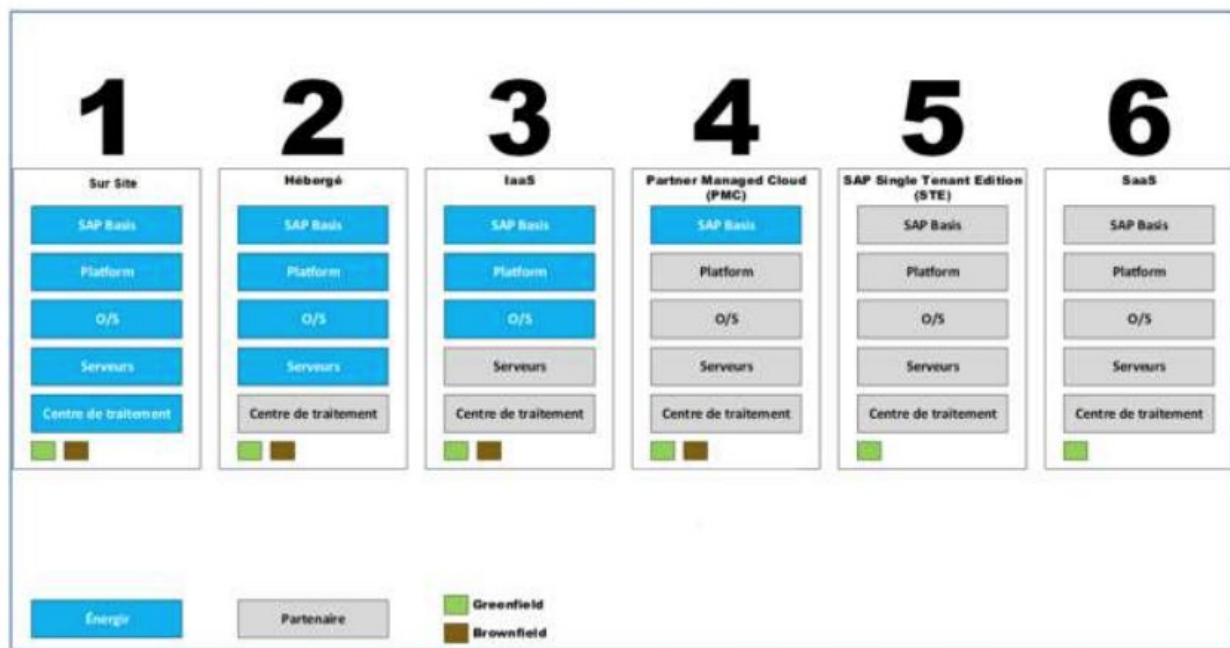 1 2 3 4 5 6
Sur Site
SAP Basis
Platform
O/S
Serveurs
Centre de traitement
Hébergé
SAP Basis
Platform
O/S
Serveurs
Centre de traitement
IaaS
SAP Basis
Platform
O/S
Serveurs
Centre de traitement
Partner Managed Cloud
(PMC)
SAP Basis
Platform
O/S
Serveurs
Centre de traitement
SAP Single Tenant Edition
(STE)
SAP Basis
Platform
O/S
Serveurs
Centre de traitement
SaaS
SAP Basis
Platform
O/S
Serveurs
Centre de traitement
Énergir
Partenaire
Greenfield
Brownfield